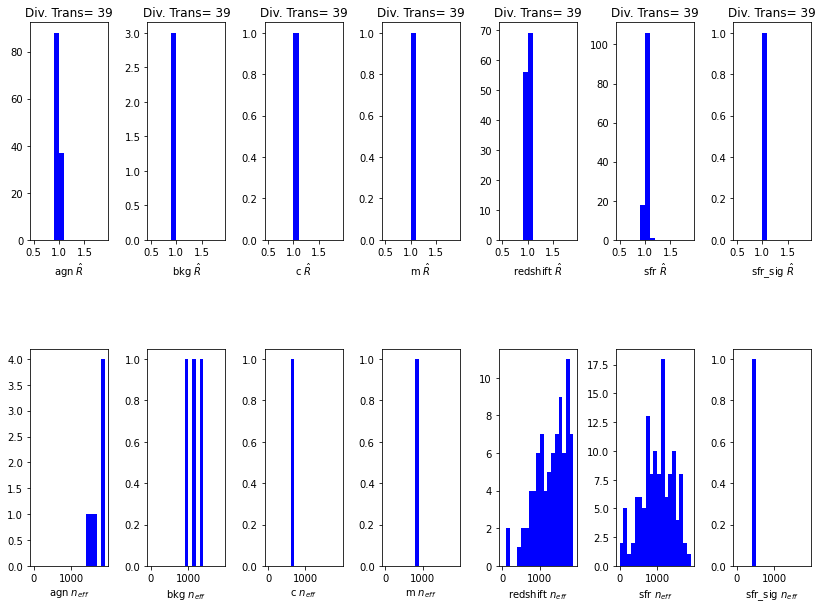 Div. Trans= 39 Div. Trans= 39 Div. Trans= 39 Div. Trans= 39 Div. Trans= 39 Div. Trans= 39 Div. Trans= 39
80 60 40 20 0
0.5 1.0 1.5
agn R̂
3.0 2.5 2.0 1.5 1.0 0.5 0.0
0.5 1.0 1.5
bkg R̂
1.0 0.8 0.6 0.4 0.2 0.0
0.5 1.0 1.5
c R̂
1.0 0.8 0.6 0.4 0.2 0.0
0.5 1.0 1.5
m R̂
70 60 50 40 30 20 10 0
0.5 1.0 1.5
redshift R̂
100 80 60 40 20 0
0.5 1.0 1.5
sfr R̂
1.0 0.8 0.6 0.4 0.2 0.0
0.5 1.0 1.5
sfr_sig R̂
4.0 3.5 3.0 2.5 2.0 1.5 1.0 0.5 0.0
0 1000
agn n_eff
1.0 0.8 0.6 0.4 0.2 0.0
0 1000
bkg n_eff
1.0 0.8 0.6 0.4 0.2 0.0
0 1000
c n_eff
1.0 0.8 0.6 0.4 0.2 0.0
0 1000
m n_eff
10 8 6 4 2 0
0 1000
redshift n_eff
17.5 15.0 12.5 10.0 7.5 5.0 2.5 0.0
0 1000
sfr n_eff
1.0 0.8 0.6 0.4 0.2 0.0
0 1000
sfr_sig n_eff